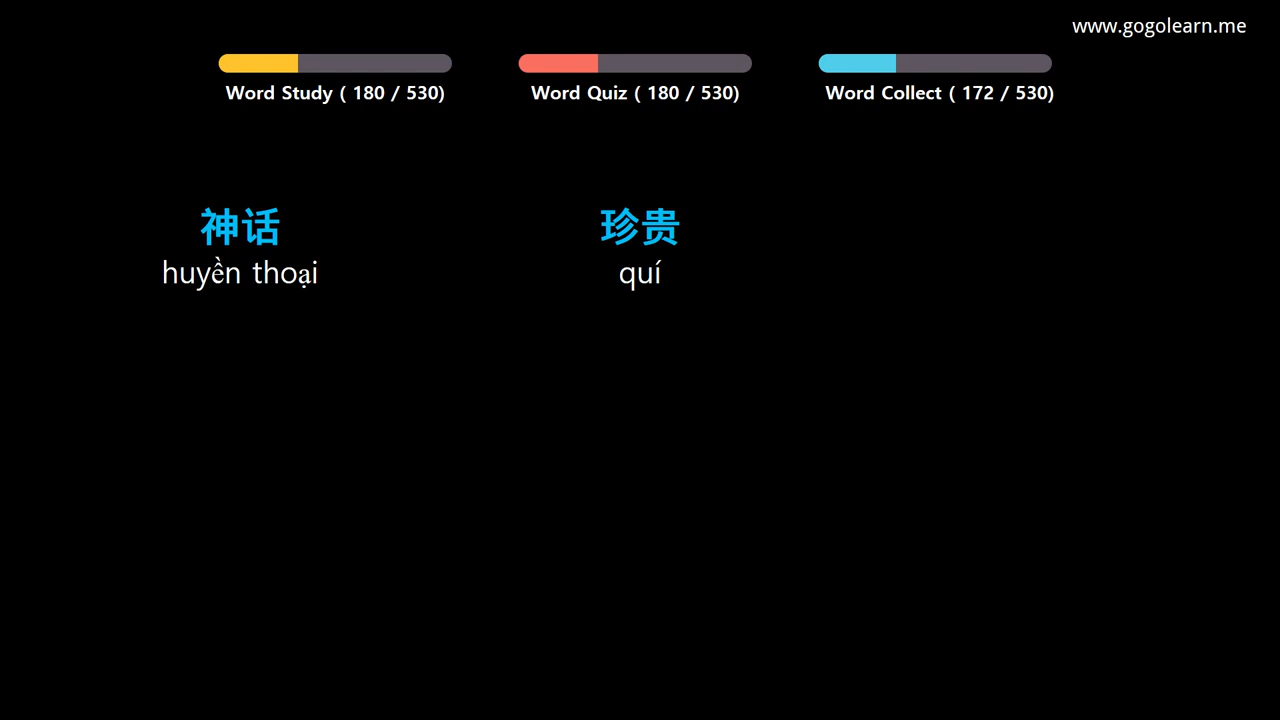 www.gogolearn.me
Word Study ( 180 / 530)
Word Quiz ( 180 / 530)
Word Collect ( 172 / 530)
神话
huyền thoại
珍贵
quí